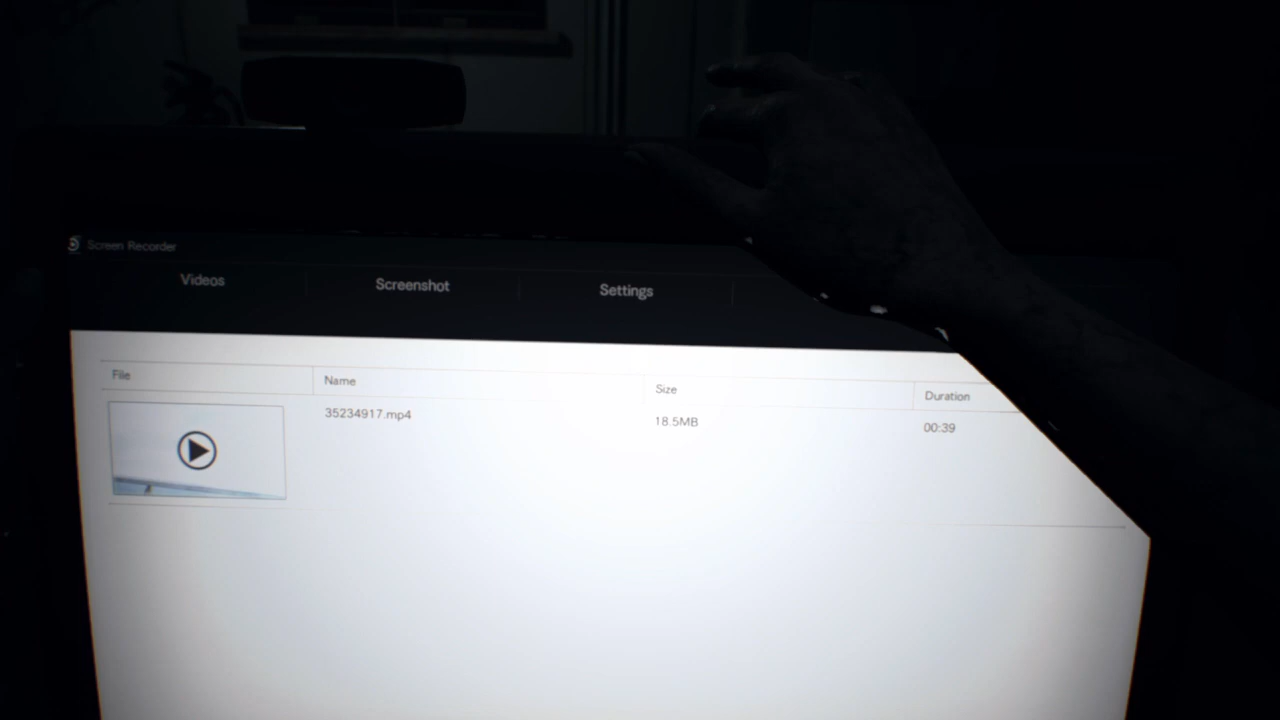 Screen Recorder
Videos Screenshot Settings
File Name Size Duration
35234917.mp4 18.5MB 00:39